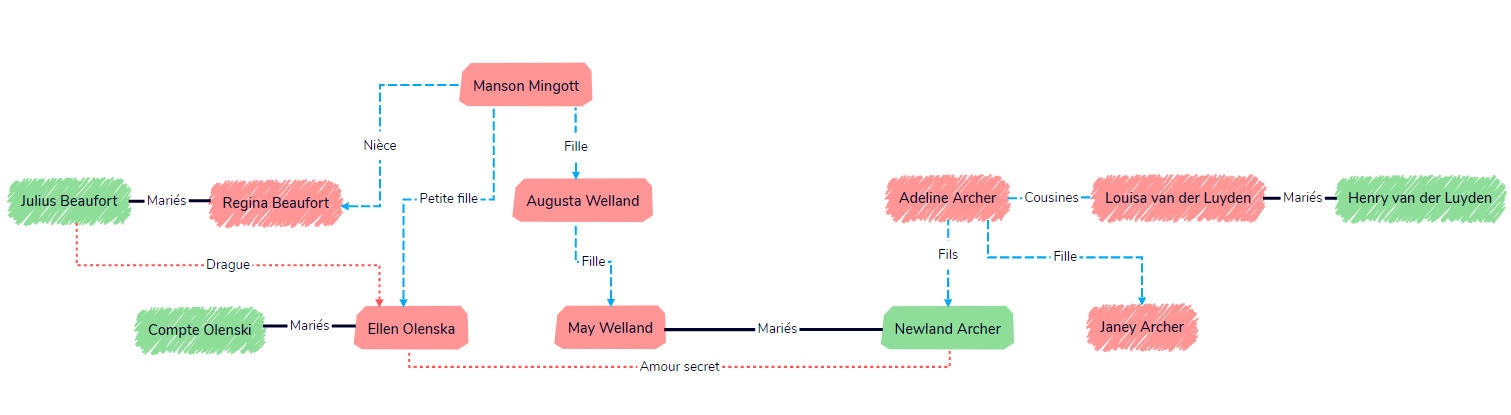 Manson Mingott
Nièce
Fille
Julius Beaufort
Mariés
Regina Beaufort
Petite fille
Augusta Welland
Adeline Archer
Cousines
Louisa van der Luyden
Mariés
Henry van der Luyden
Drague
Fille
Fils
Fille
Compte Olenski
Mariés
Ellen Olenska
May Welland
Mariés
Newland Archer
Janey Archer
Amour secret